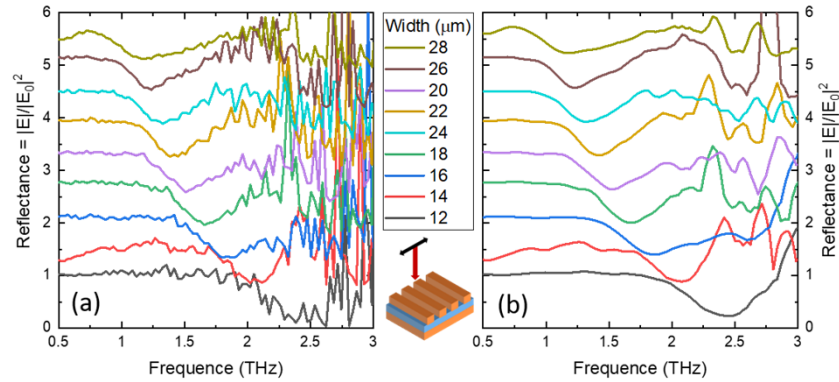 Reflectance = |E|/|E₀|²
6
5
4
3
2
1
0
(a)
0.5 1 1.5 2 2.5 3
Frequence (THz)
Width (μm)
28
26
20
22
24
18
16
14
12
6
5
4
3
2
1
0
(b)
0.5 1 1.5 2 2.5 3
Frequence (THz)
Reflectance = |E|/|E₀|²